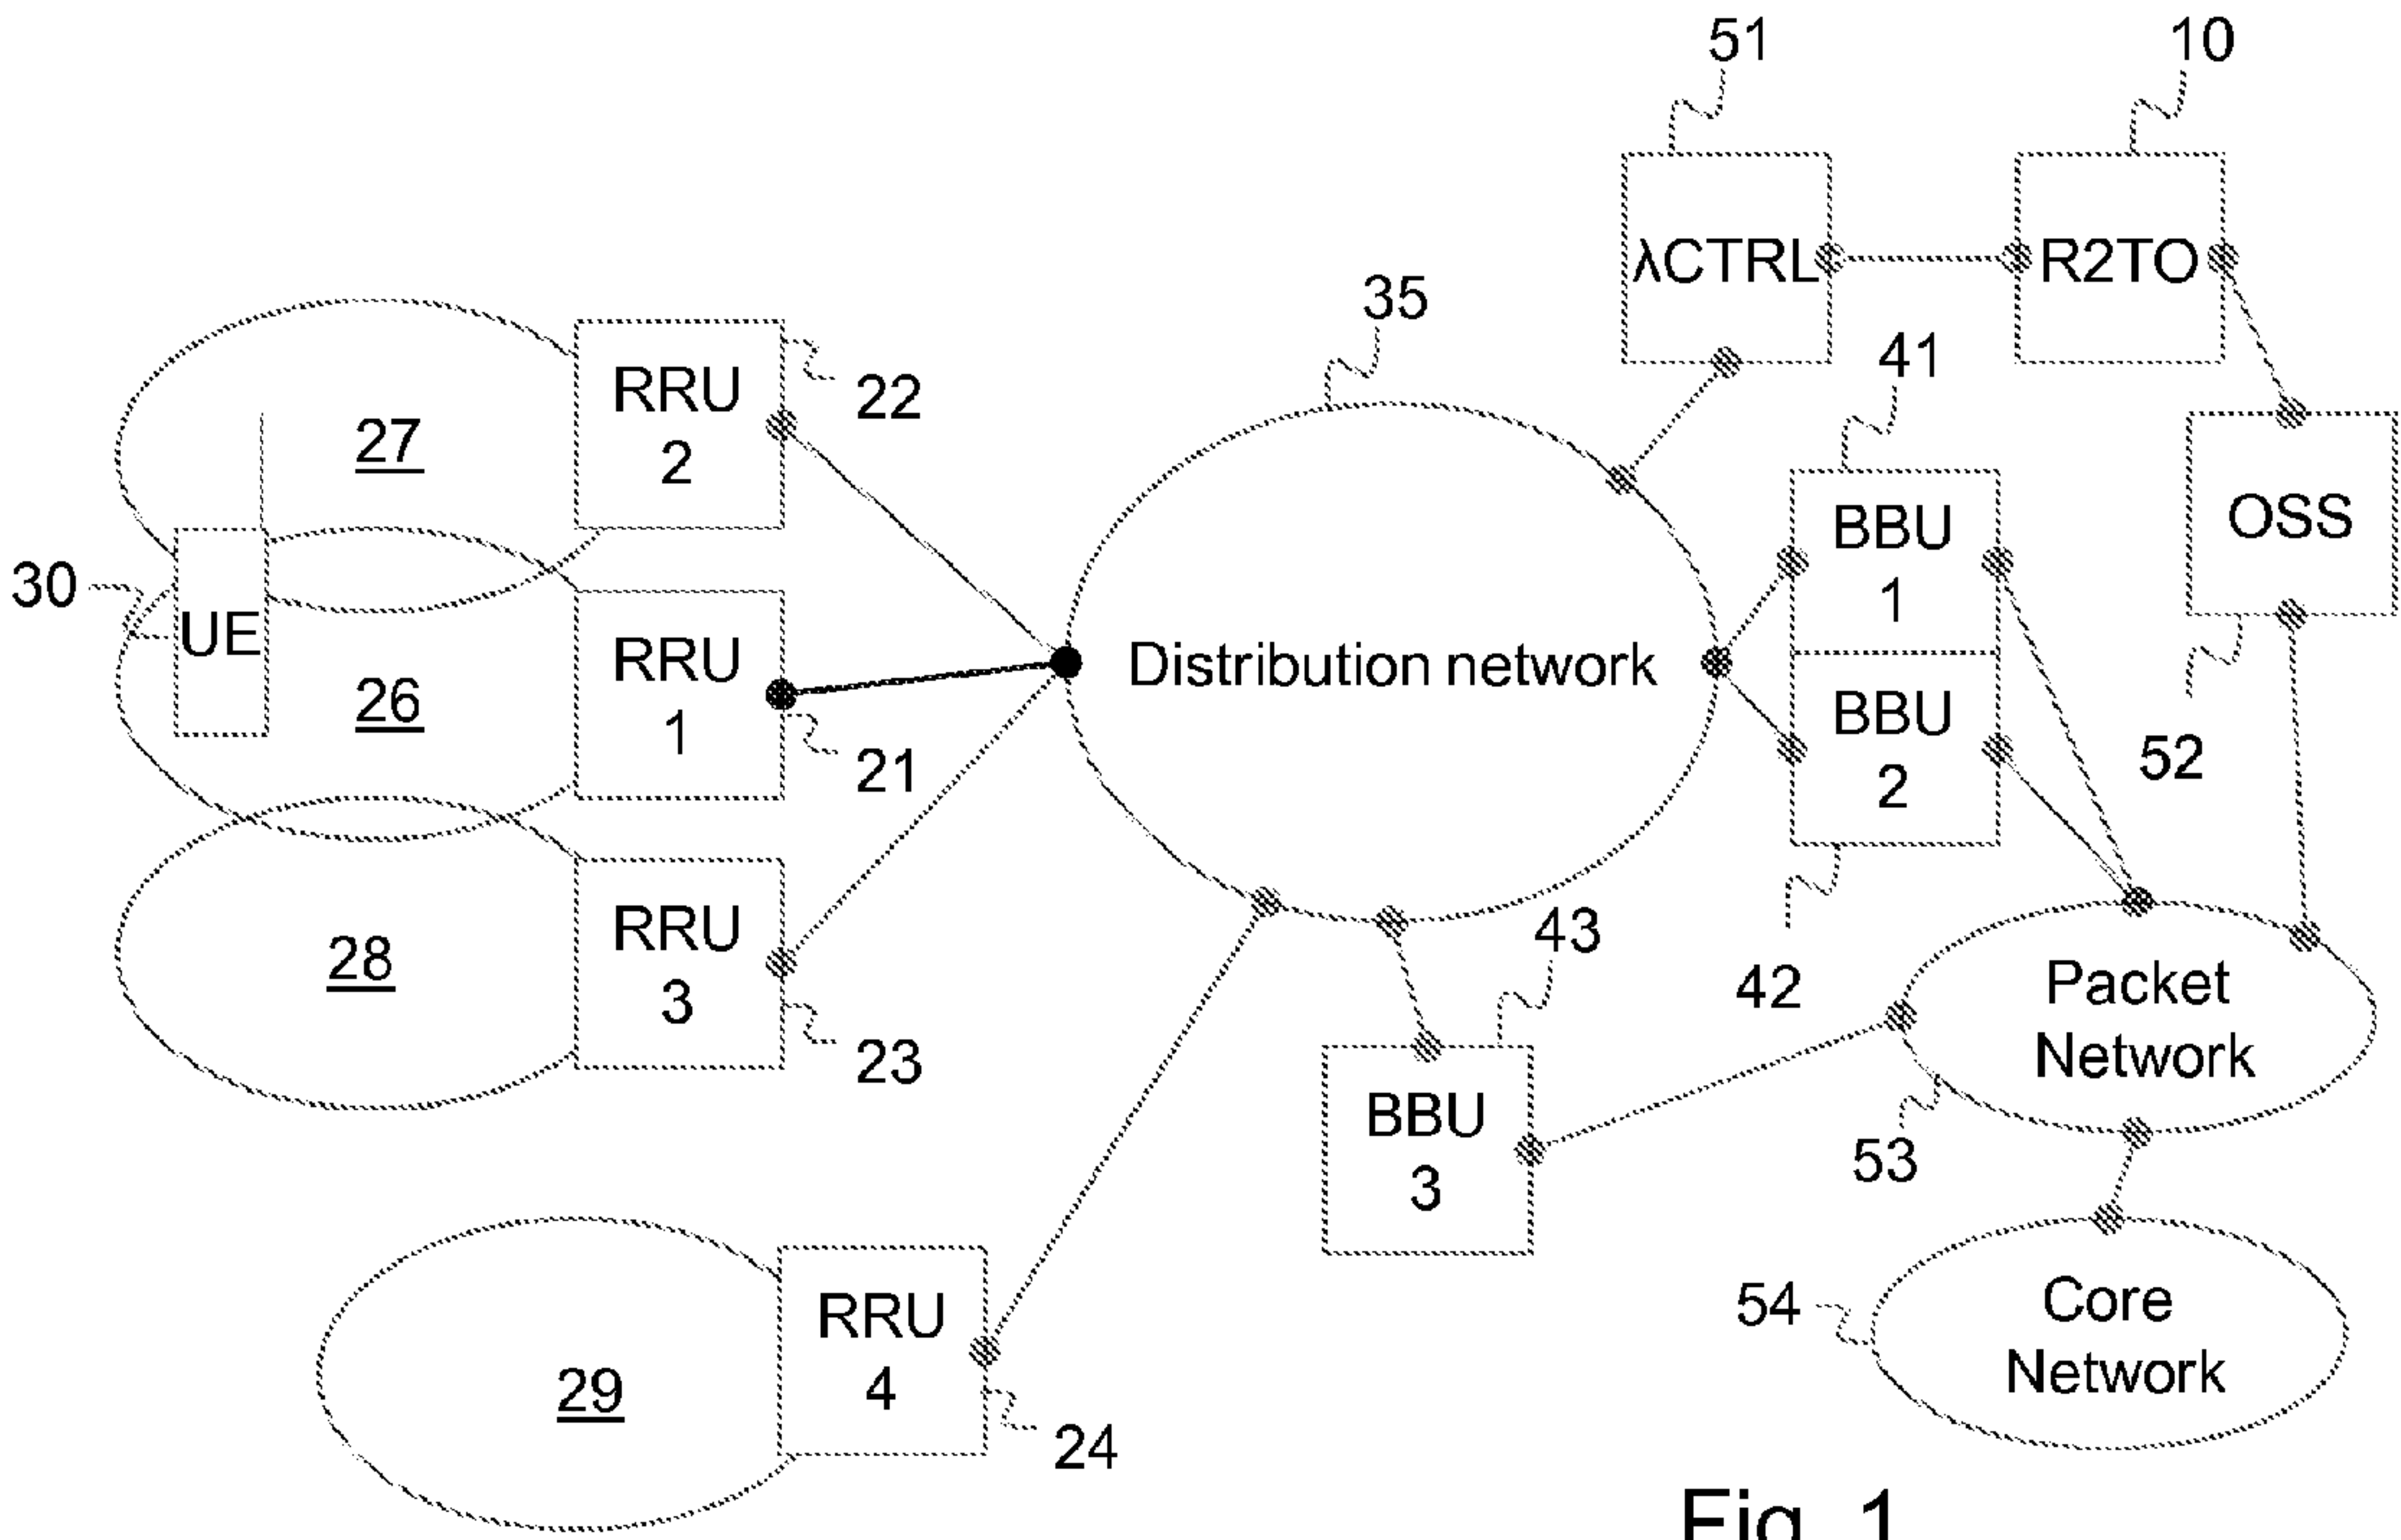 51
10
λCTRL
R2TO
35
41
RRU
2
22
27
BBU
1
OSS
30
UE
RRU
1
26
21
Distribution network
BBU
2
52
RRU
3
28
23
43
42
Packet
Network
BBU
3
53
RRU
4
29
24
54
Core
Network
Fig. 1